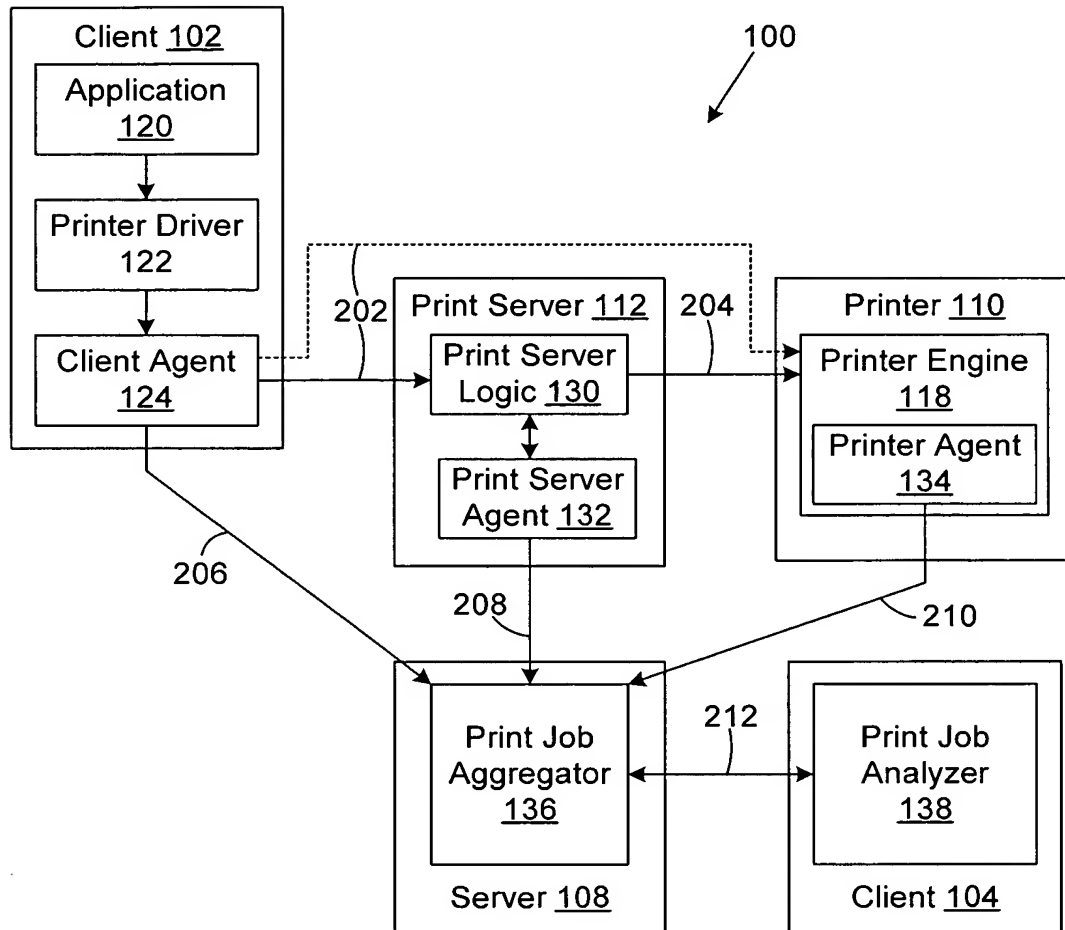 Client 102
100
Application
120
Printer Driver
122
Client Agent
124
202
Print Server 112
Print Server
Logic 130
Print Server
Agent 132
204
Printer 110
Printer Engine
118
Printer Agent
134
206
208
210
Print Job
Aggregator
136
Server 108
212
Print Job
Analyzer
138
Client 104